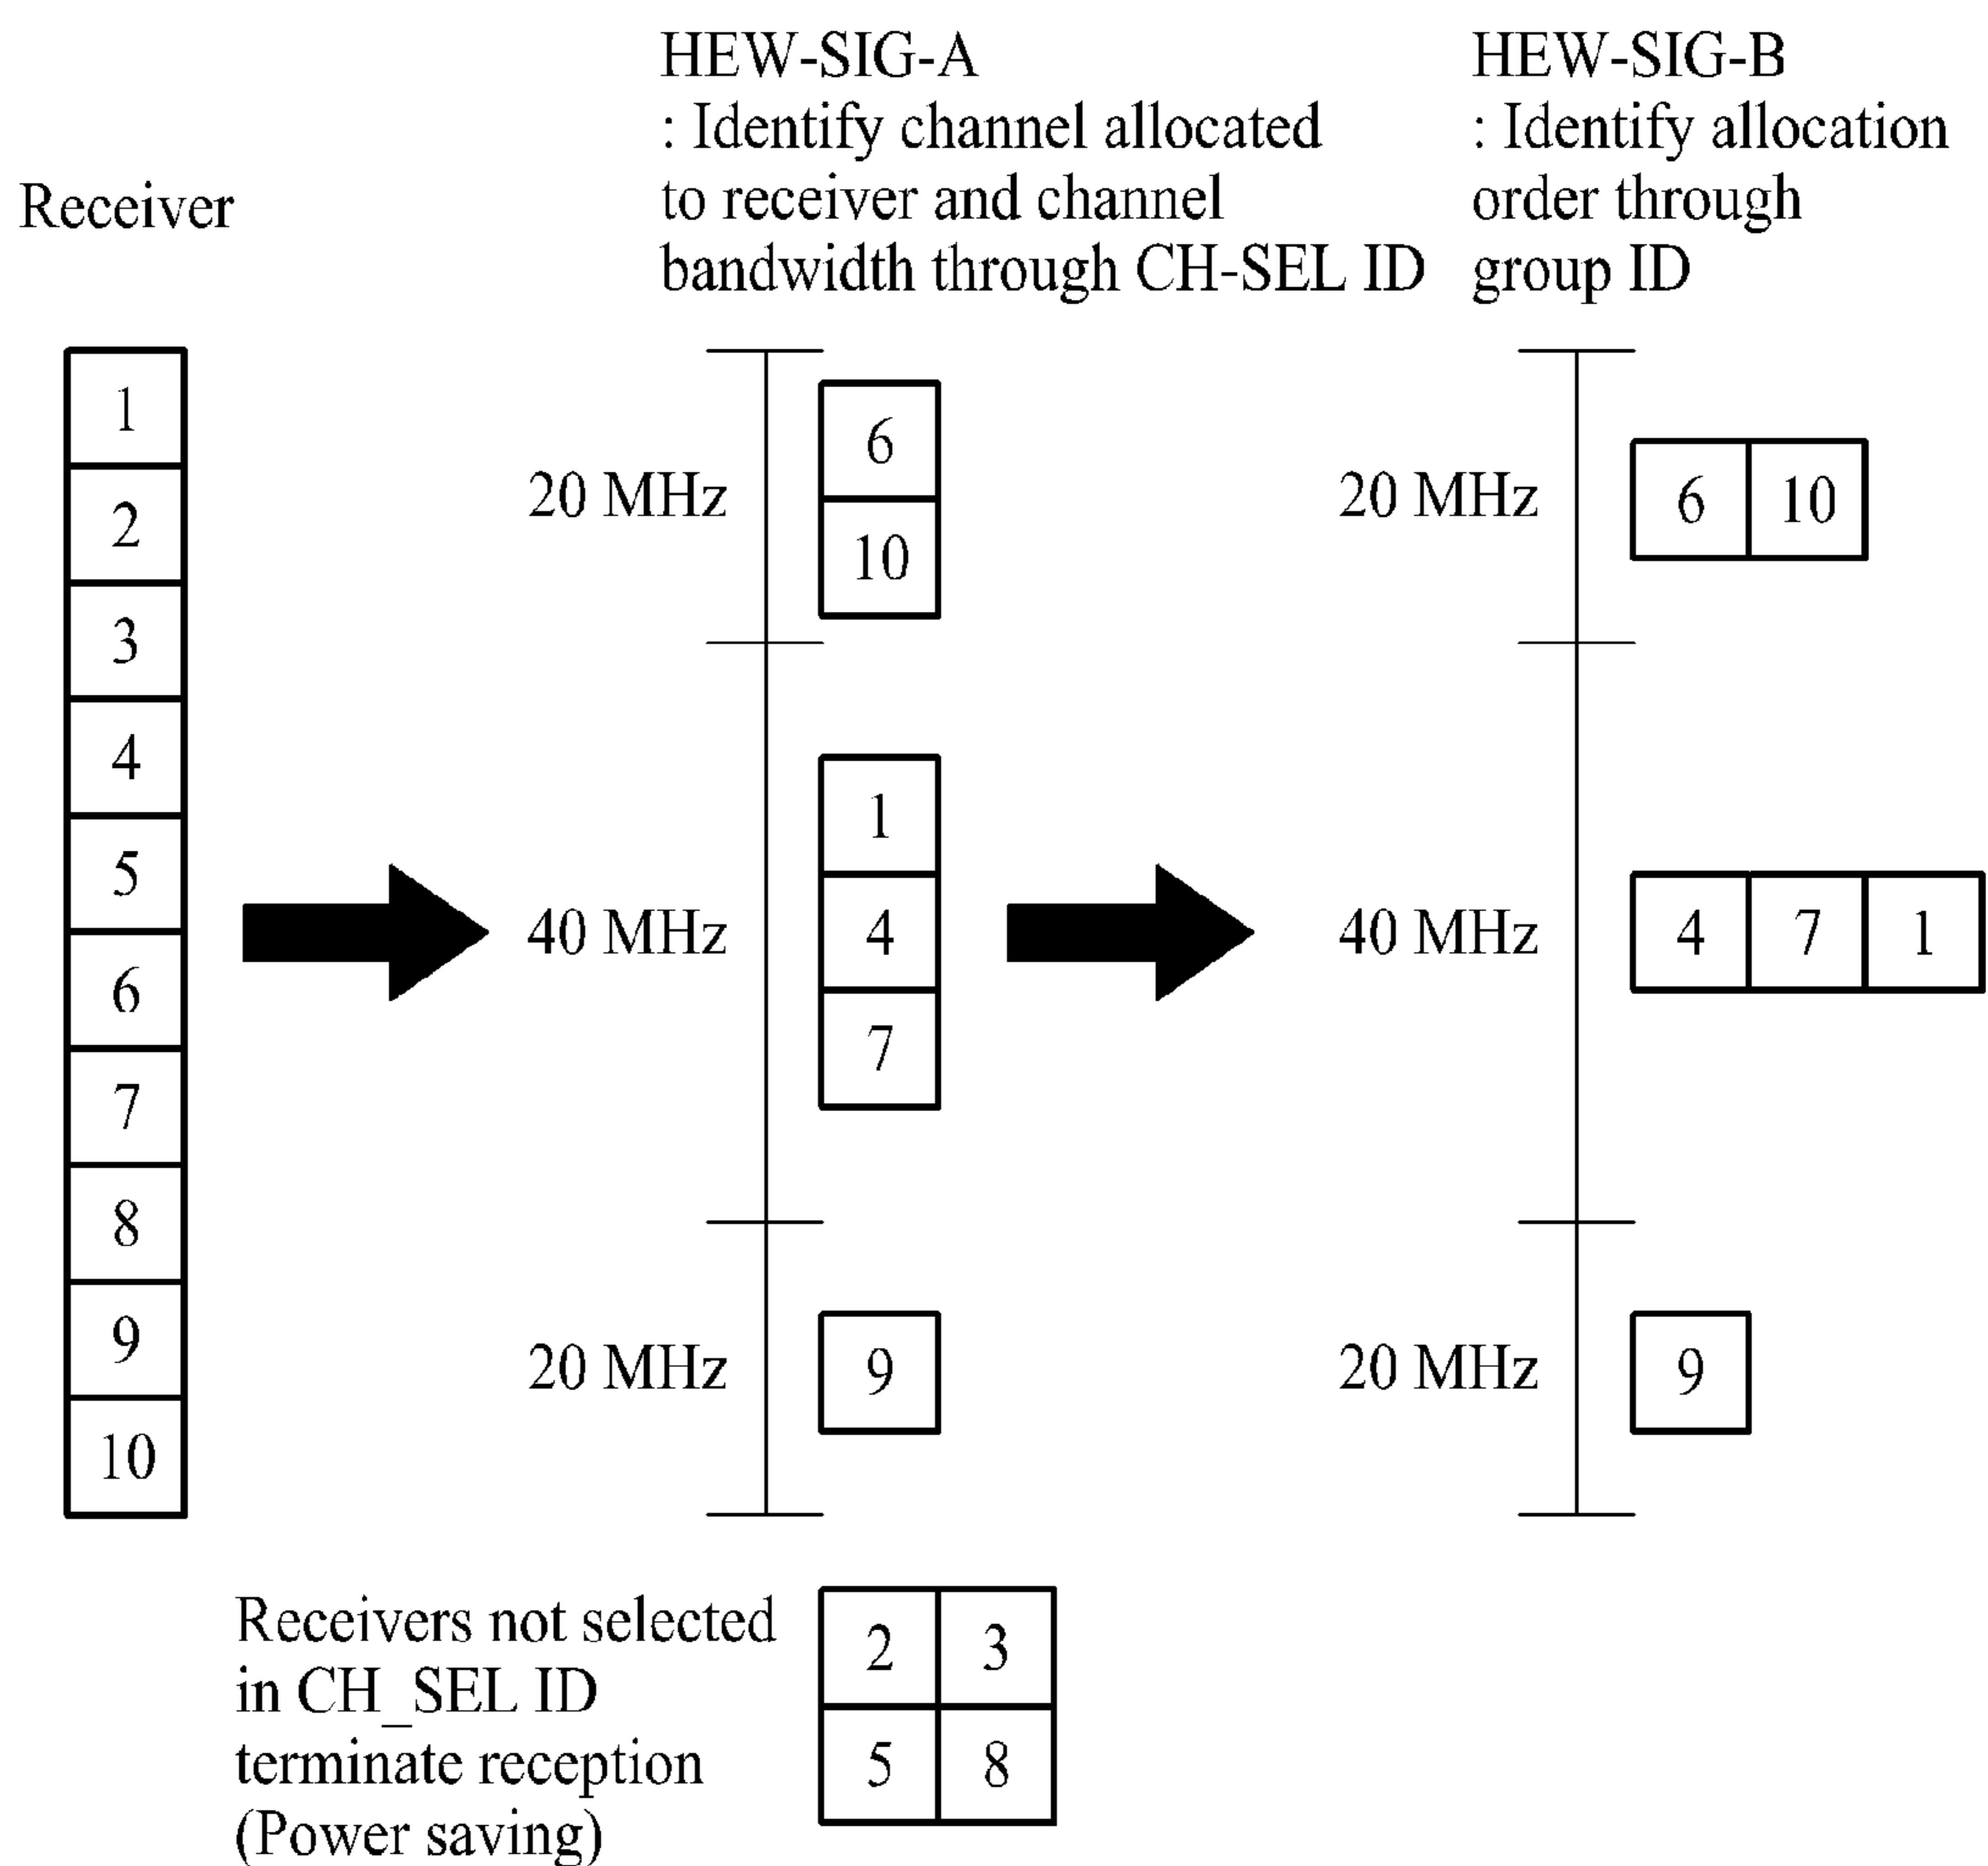 HEW-SIG-A
: Identify channel allocated
to receiver and channel
bandwidth through CH-SEL ID
HEW-SIG-B
: Identify allocation
order through
group ID
Receiver
1
2
3
4
5
6
7
8
9
10
20 MHz
6
10
40 MHz
1
4
7
20 MHz
9
20 MHz
6 10
40 MHz
4 7 1
20 MHz
9
Receivers not selected
in CH_SEL ID
terminate reception
(Power saving)
2 3
5 8